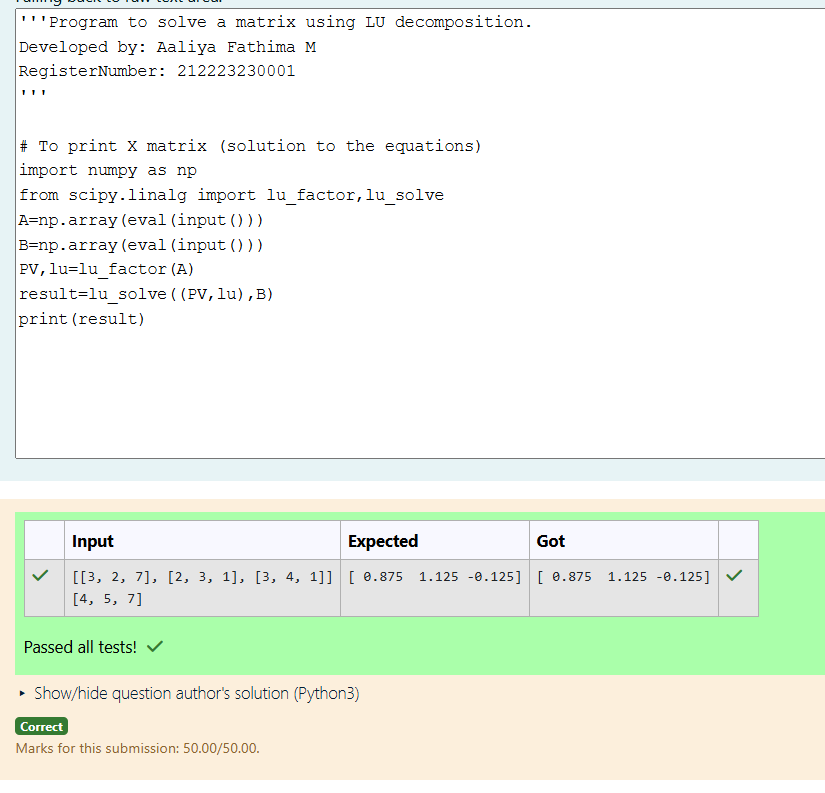 '''Program to solve a matrix using LU decomposition.
Developed by: Aaliya Fathima M
RegisterNumber: 212223230001
'''
# To print X matrix (solution to the equations)
import numpy as np
from scipy.linalg import lu_factor,lu_solve
A=np.array(eval(input()))
B=np.array(eval(input()))
PV,lu=lu_factor(A)
result=lu_solve((PV,lu),B)
print(result)
Input Expected Got
[[3, 2, 7], [2, 3, 1], [3, 4, 1]] [ 0.875  1.125 -0.125] [ 0.875  1.125 -0.125]
[4, 5, 7]
Passed all tests!
Show/hide question author's solution (Python3)
Correct
Marks for this submission: 50.00/50.00.